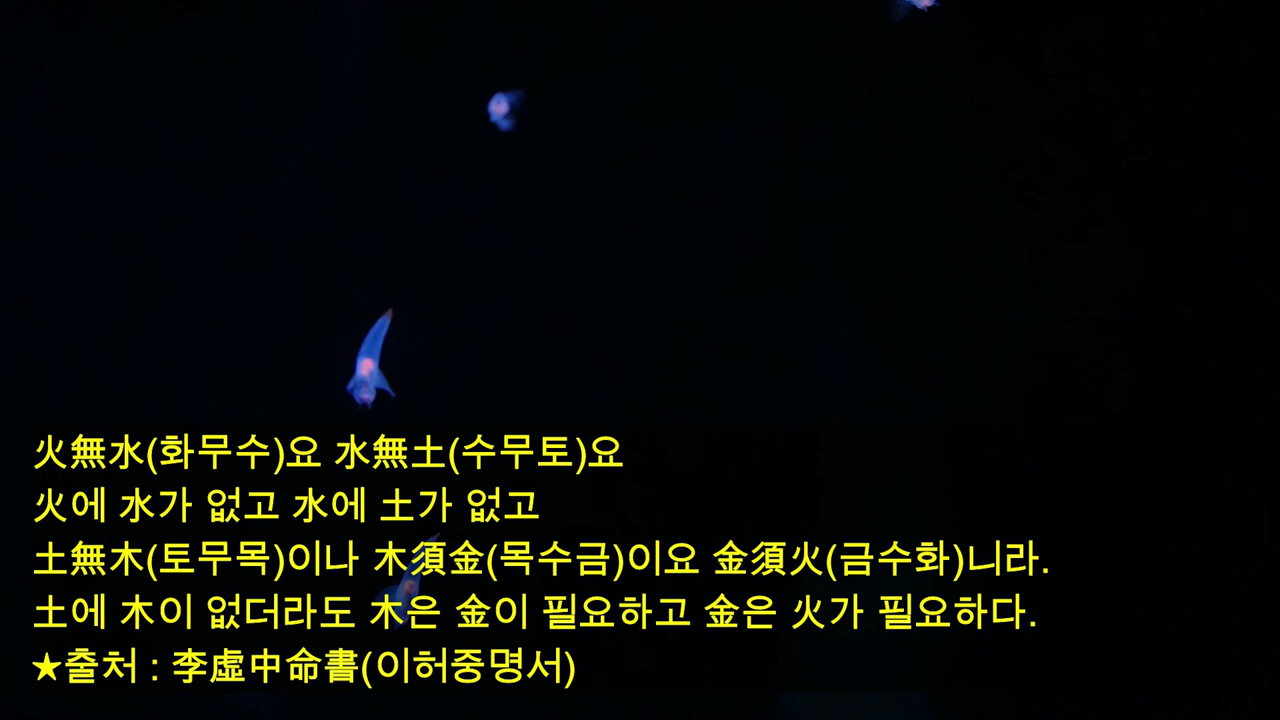 火無水(화무수)요 水無土(수무토)요
火에 水가 없고 水에 土가 없고
土無木(토무목)이나 木須金(목수금)이요 金須火(금수화)니라.
土에 木이 없더라도 木은 金이 필요하고 金은 火가 필요하다.
★출처 : 李虛中命書(이허중명서)